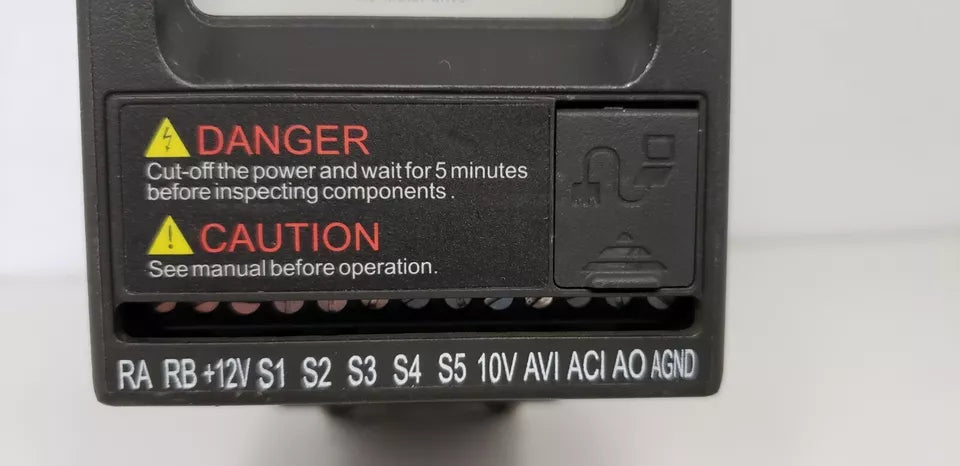 DANGER
Cut-off the power and wait for 5 minutes
before inspecting components .
CAUTION
See manual before operation.
RA RB +12V S1 S2 S3 S4 S5 10V AVI ACI AO AGND